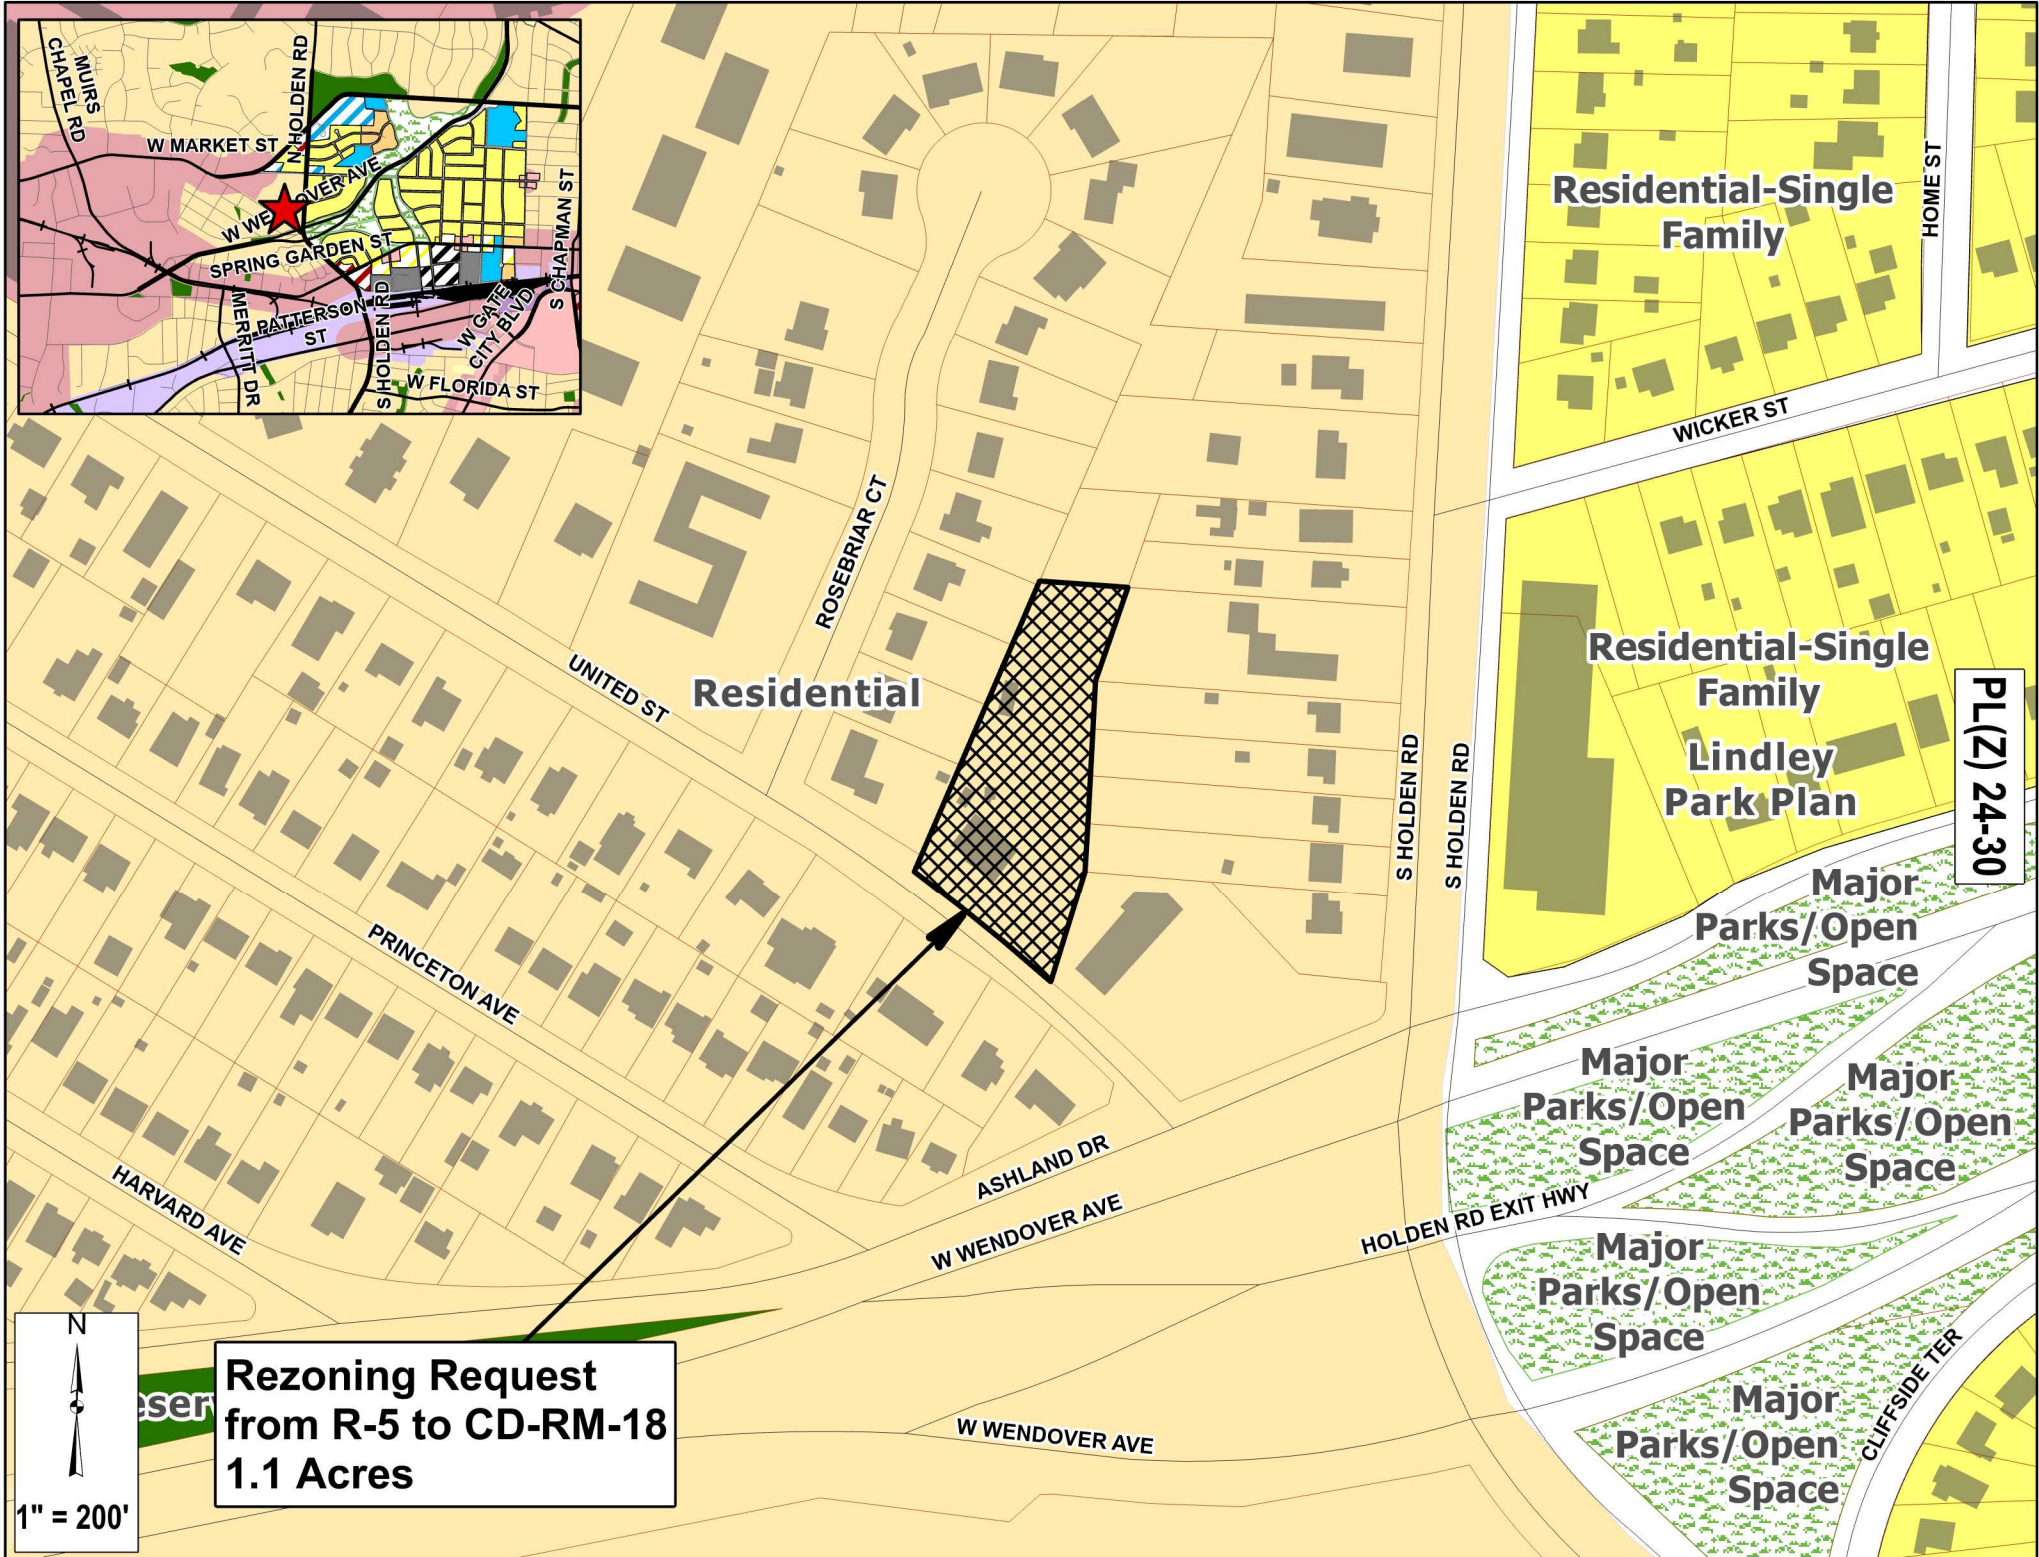 MUIRS
CHAPEL RD
N HOLDEN RD
W MARKET ST
W WE
OVER AVE
SPRING GARDEN ST
S CHAPMAN ST
MERRITT DR
PATTERSON
ST
S HOLDEN RD
W GATE
CITY BLVD
W FLORIDA ST
Residential-Single
Family
HOME ST
WICKER ST
ROSEBRIAR CT
UNITED ST
Residential
S HOLDEN RD
S HOLDEN RD
Residential-Single
Family
Lindley
Park Plan
PL(Z) 24-30
Major
Parks/Open
Space
PRINCETON AVE
Major
Parks/Open
Space
Major
Parks/Open
Space
HARVARD AVE
ASHLAND DR
W WENDOVER AVE
HOLDEN RD EXIT HWY
Major
Parks/Open
Space
CLIFFSIDE TER
Major
Parks/Open
Space
W WENDOVER AVE
N
1" = 200'
eserv
Rezoning Request
from R-5 to CD-RM-18
1.1 Acres